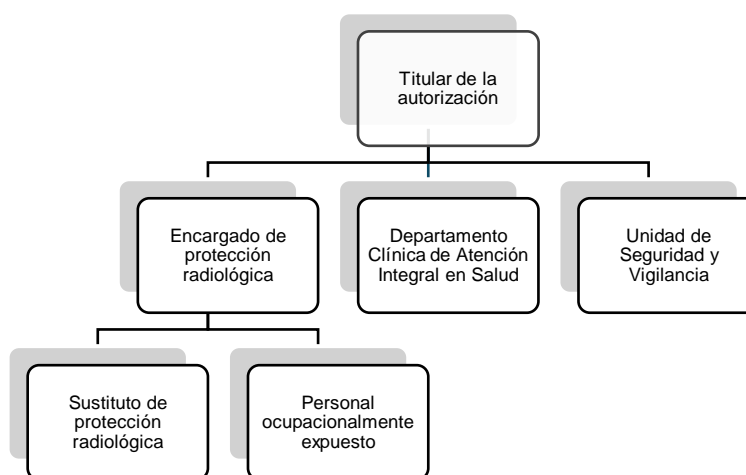 Titular de la
autorización
Encargado de
protección
radiológica
Departamento
Clínica de Atención
Integral en Salud
Unidad de
Seguridad y
Vigilancia
Sustituto de
protección
radiológica
Personal
ocupacionalmente
expuesto